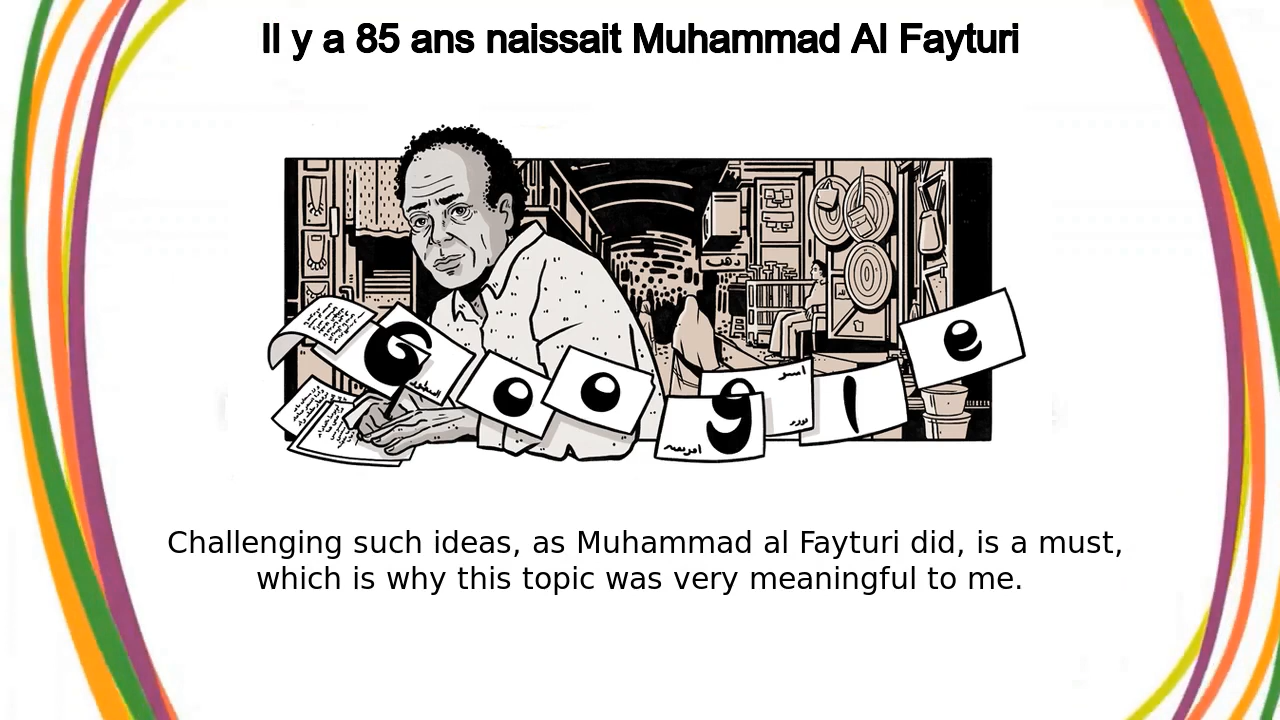 Il y a 85 ans naissait Muhammad Al Fayturi
G o o g l e
Challenging such ideas, as Muhammad al Fayturi did, is a must,
which is why this topic was very meaningful to me.